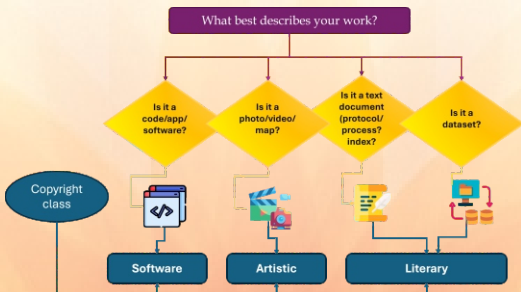 What best describes your work?
Is it a
code/app/
software?
Is it a
photo/video/
map?
Is it a text
document
(protocol/
process?
index?
Is it a
dataset?
Copyright
class
Software
Artistic
Literary